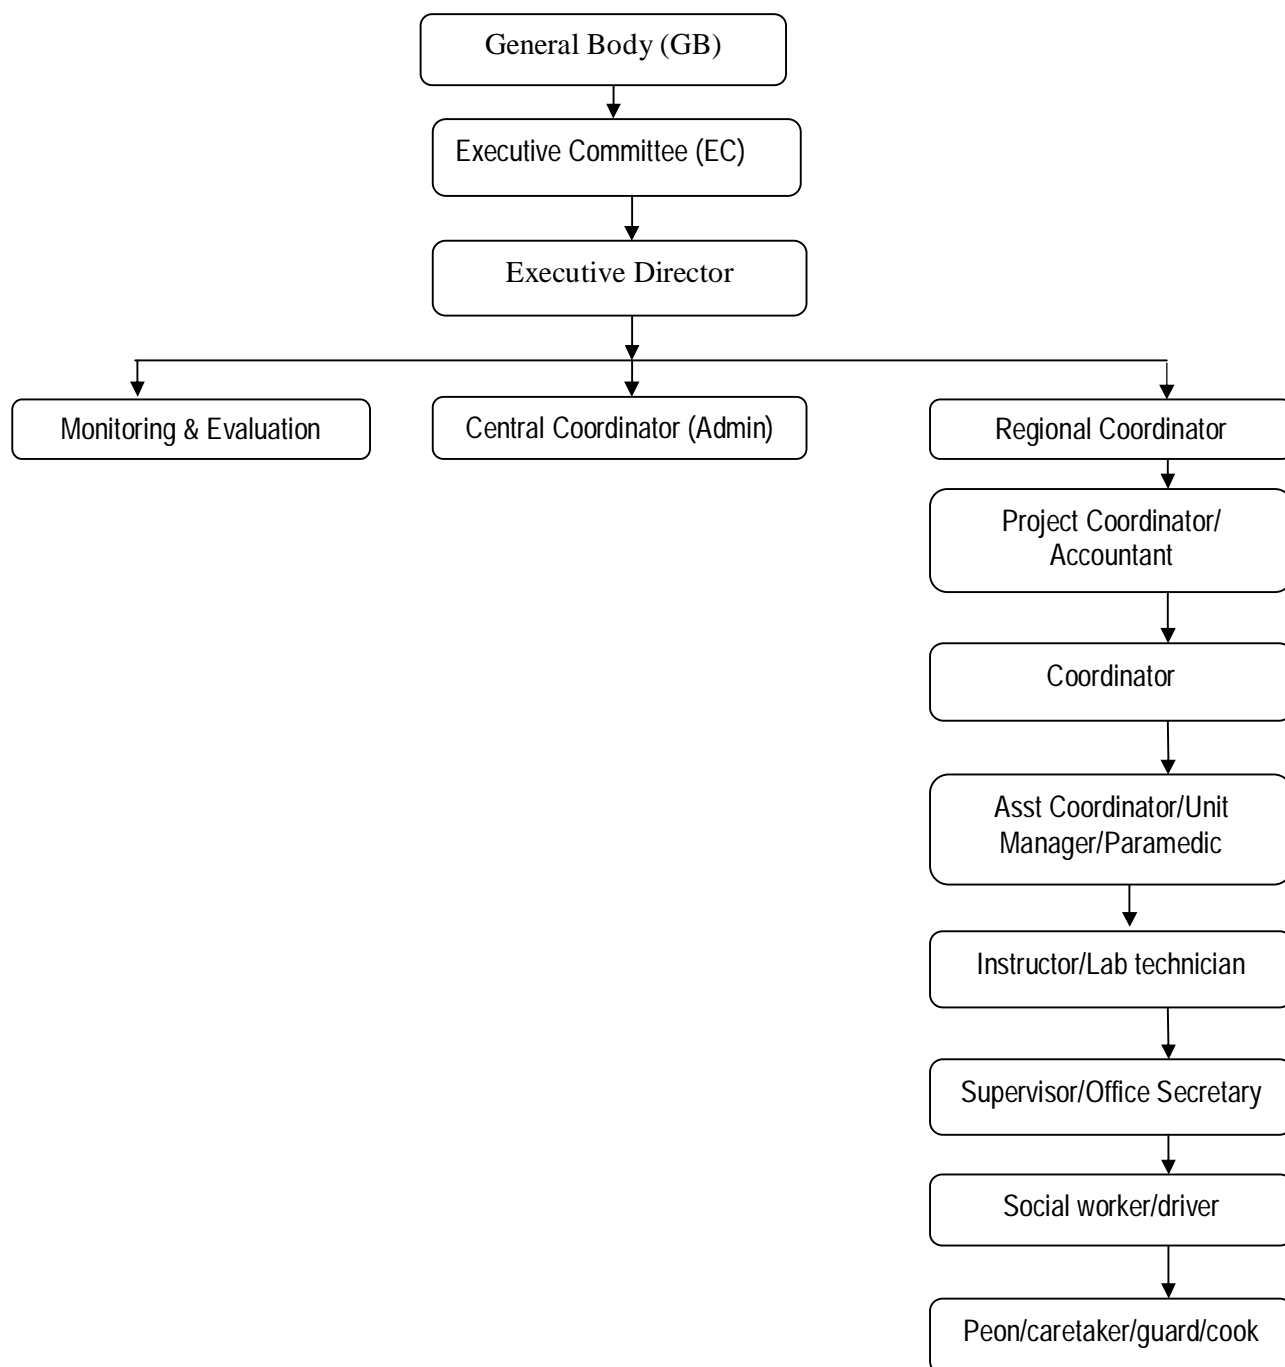 General Body (GB)
Executive Committee (EC)
Executive Director
Monitoring & Evaluation
Central Coordinator (Admin)
Regional Coordinator
Project Coordinator/
Accountant
Coordinator
Asst Coordinator/Unit
Manager/Paramedic
Instructor/Lab technician
Supervisor/Office Secretary
Social worker/driver
Peon/caretaker/guard/cook